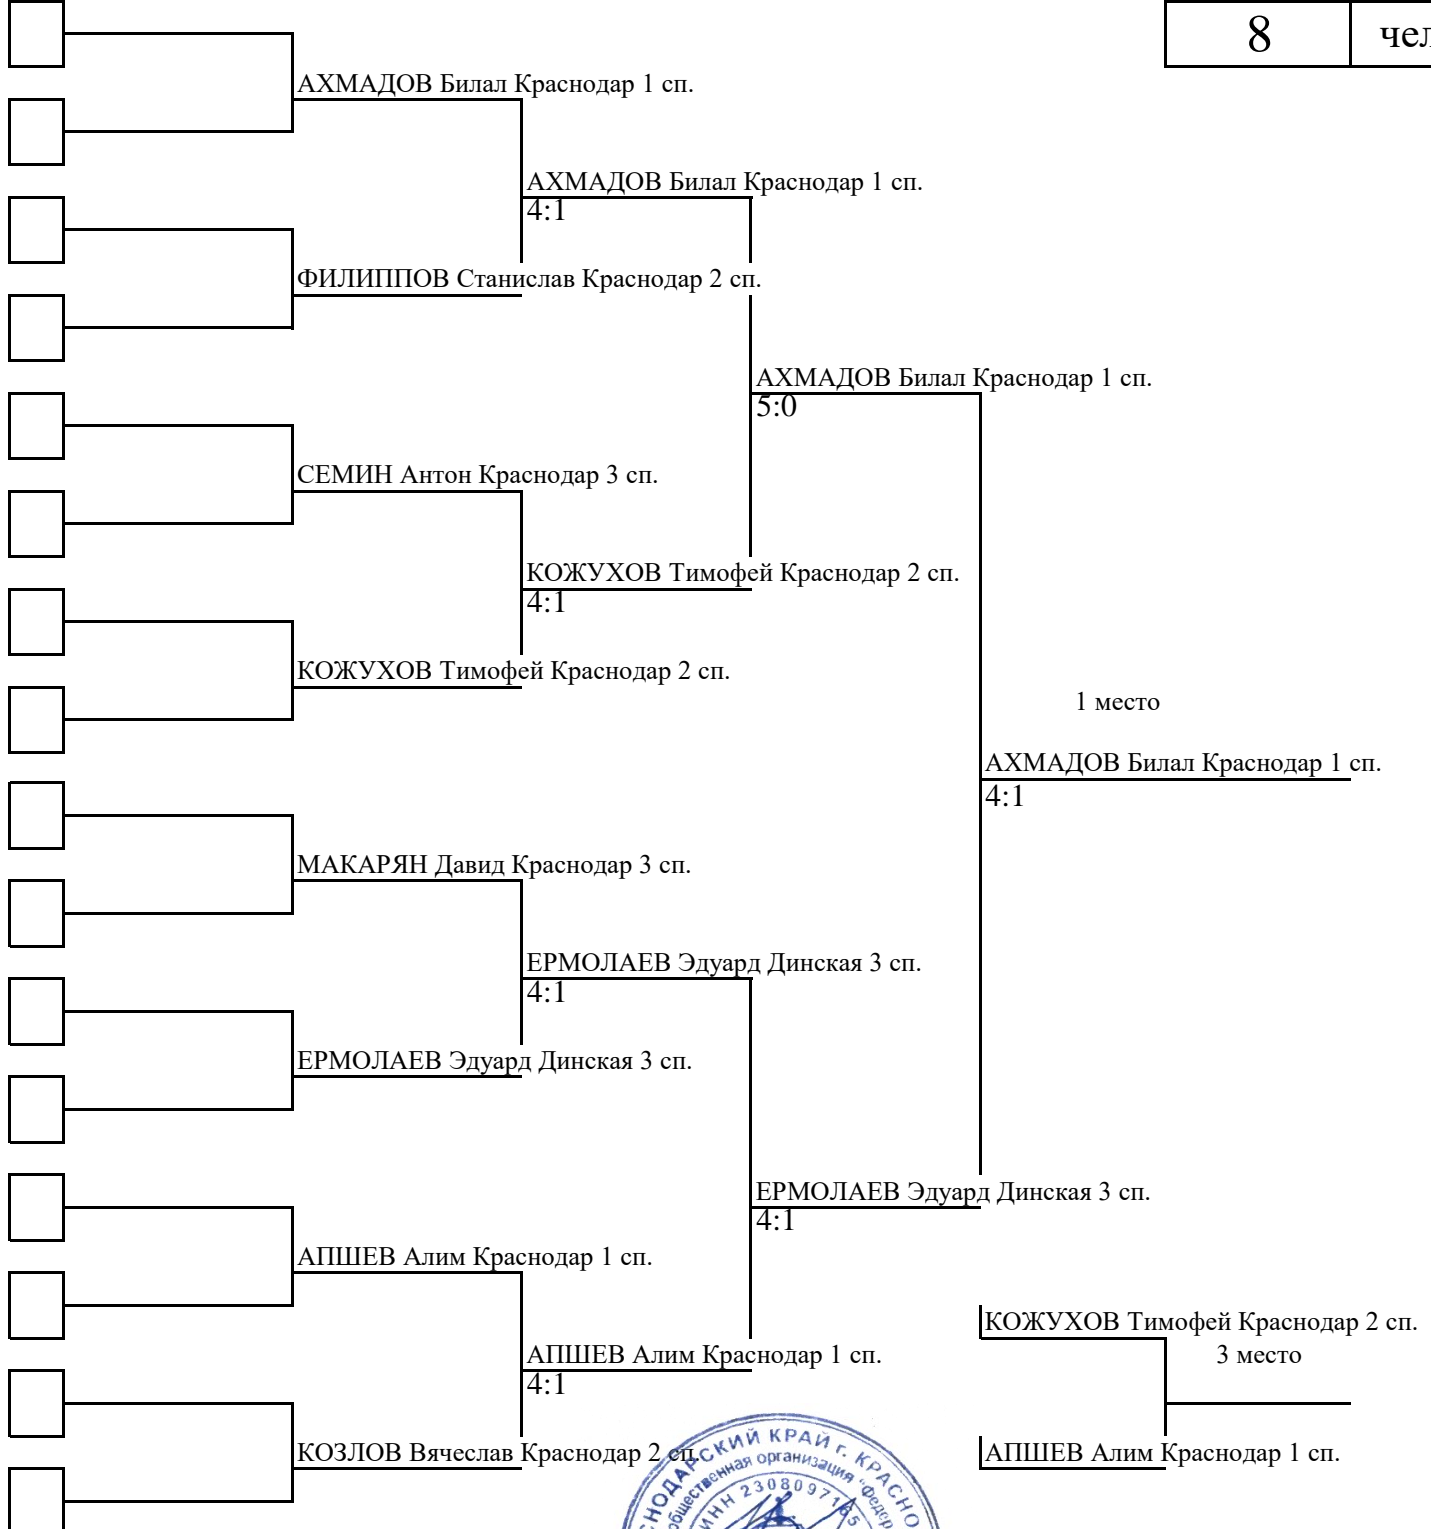 8
АХМАДОВ Билал Краснодар 1 сп.
АХМАДОВ Билал Краснодар 1 сп.
4:1
ФИЛИППОВ Станислав Краснодар 2 сп.
АХМАДОВ Билал Краснодар 1 сп.
5:0
СЕМИН Антон Краснодар 3 сп.
КОЖУХОВ Тимофей Краснодар 2 сп.
4:1
КОЖУХОВ Тимофей Краснодар 2 сп.
1 место
АХМАДОВ Билал Краснодар 1 сп.
4:1
МАКАРЯН Давид Краснодар 3 сп.
ЕРМОЛАЕВ Эдуард Динская 3 сп.
4:1
ЕРМОЛАЕВ Эдуард Динская 3 сп.
ЕРМОЛАЕВ Эдуард Динская 3 сп.
4:1
АПШЕВ Алим Краснодар 1 сп.
КОЖУХОВ Тимофей Краснодар 2 сп.
3 место
АПШЕВ Алим Краснодар 1 сп.
4:1
КОЗЛОВ Вячеслав Краснодар 2 сп.
АПШЕВ Алим Краснодар 1 сп.
КРАЙ г.
организация
ИНН 2308097165